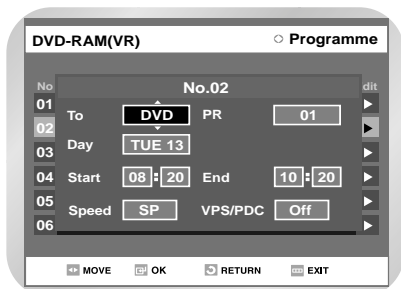 DVD-RAM(VR) Programme
No dit
No.02
01
To DVD PR 01
02
Day TUE 13
03
04 Start 08 : 20 End 10 : 20
05
Speed SP VPS/PDC Off
06
MOVE OK RETURN EXIT